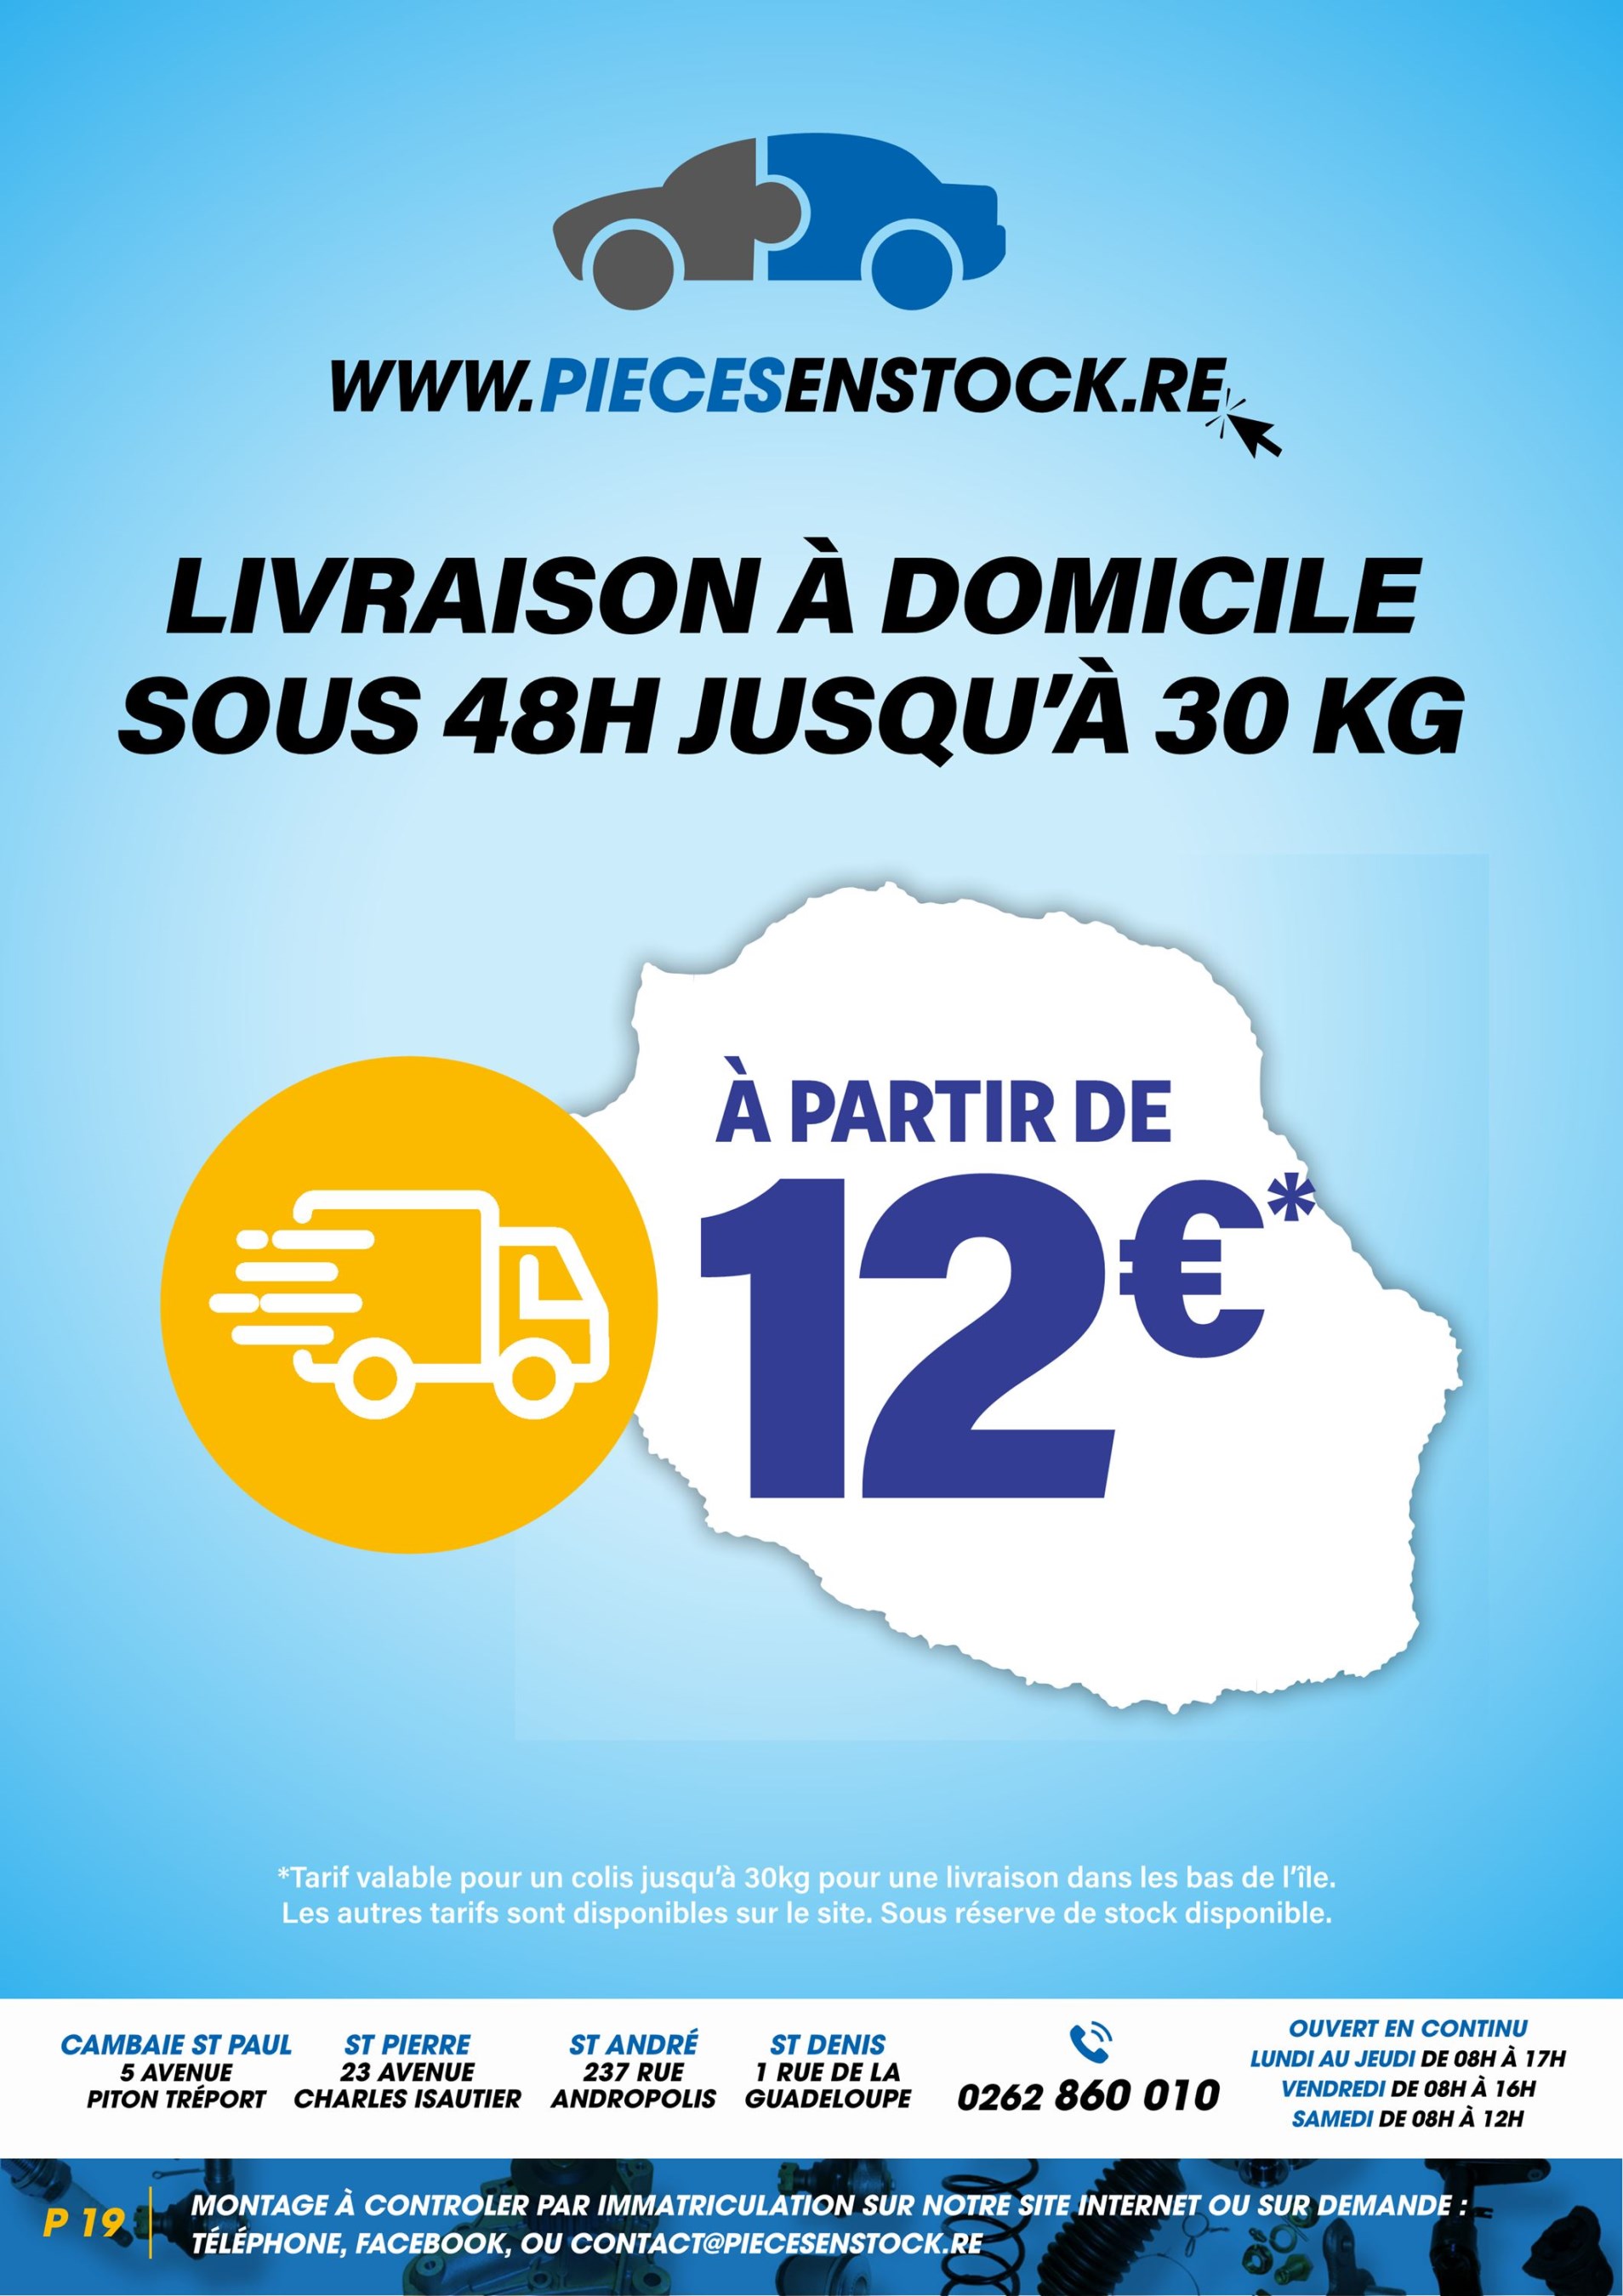 WWW.PIECESENSTOCK.RE
LIVRAISON À DOMICILE
SOUS 48H JUSQU'À 30 KG
À PARTIR DE
12€*
*Tarif valable pour un colis jusqu'à 30kg pour une livraison dans les bas de l'île.
Les autres tarifs sont disponibles sur le site. Sous réserve de stock disponible.
CAMBAIE ST PAUL
5 AVENUE
PITON TRÉPORT
ST PIERRE
23 AVENUE
CHARLES ISAUTIER
ST ANDRÉ
237 RUE
ANDROPOLIS
ST DENIS
1 RUE DE LA
GUADELOUPE
0262 860 010
OUVERT EN CONTINU
LUNDI AU JEUDI DE 08H À 17H
VENDREDI DE 08H À 16H
SAMEDI DE 08H À 12H
P 19
MONTAGE À CONTROLER PAR IMMATRICULATION SUR NOTRE SITE INTERNET OU SUR DEMANDE :
TÉLÉPHONE, FACEBOOK, OU CONTACT@PIECESENSTOCK.RE